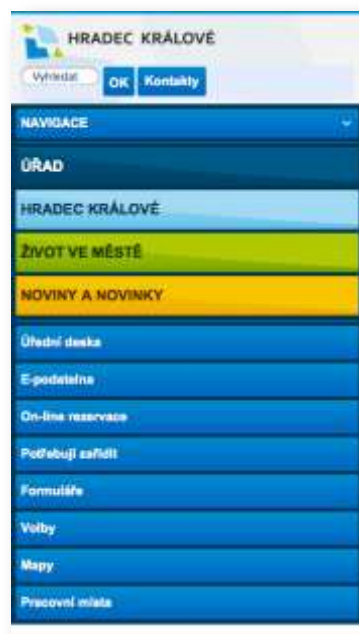 HRADEC KRÁLOVÉ
Vyhledat OK Kontakty
NAVIGACE
ÚŘAD
HRADEC KRÁLOVÉ
ŽIVOT VE MĚSTĚ
NOVINY A NOVINKY
Úřední deska
E-podatelna
On-line reservace
Potřebuji zařídit
Formuláře
Volby
Mapy
Pracovní místa